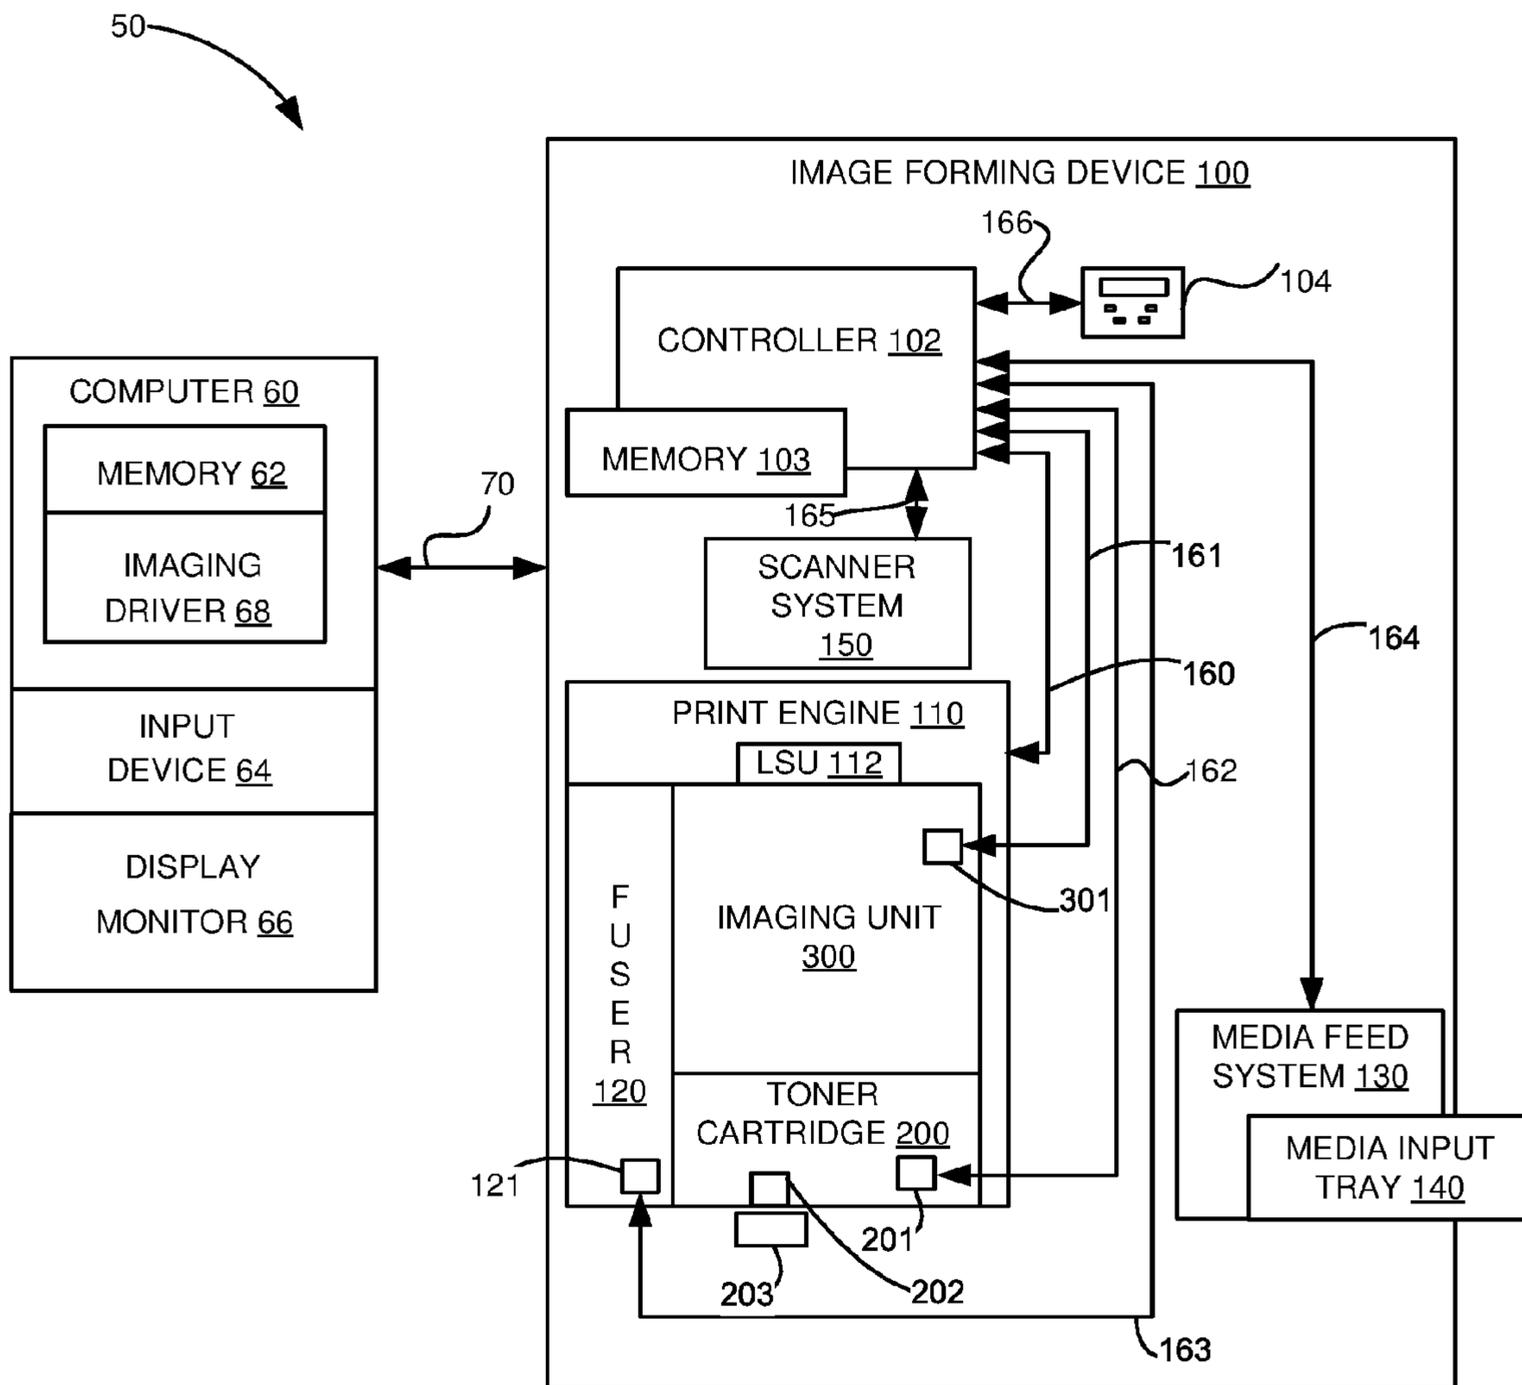 50
IMAGE FORMING DEVICE 100
166
104
CONTROLLER 102
COMPUTER 60
MEMORY 62
MEMORY 103
70
165
IMAGING
DRIVER 68
161
SCANNER
SYSTEM
150
164
160
PRINT ENGINE 110
INPUT
DEVICE 64
LSU 112
162
DISPLAY
MONITOR 66
301
FUSER
120
IMAGING UNIT
300
MEDIA FEED
SYSTEM 130
TONER
CARTRIDGE 200
MEDIA INPUT
TRAY 140
121
201
203
202
163